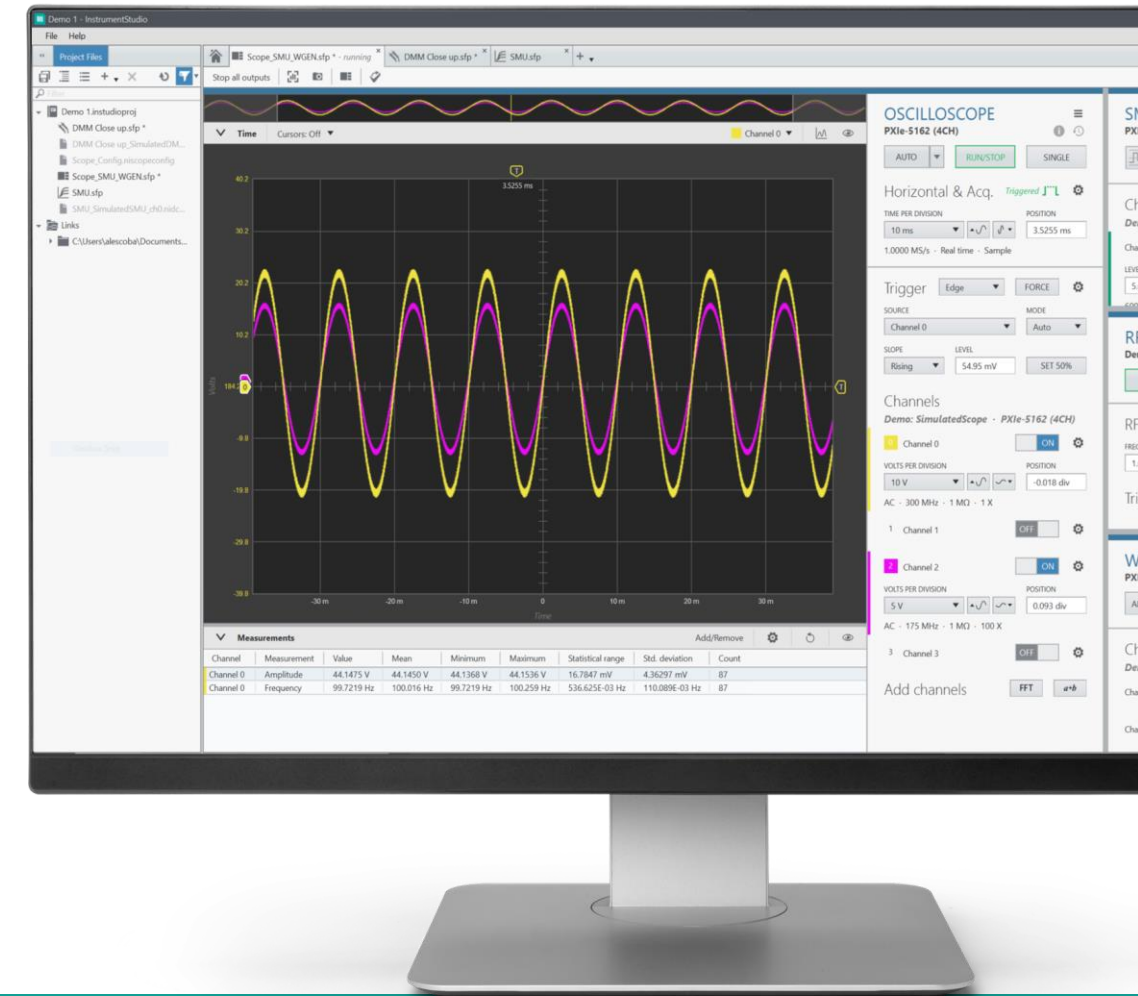 Demo 1 - InstrumentStudio
File Help
Project Files
Scope_SMU_WGEN.sfp * - running
DMM Close up.sfp *
SMU.sfp
Stop all outputs
Demo 1.instudioproj
DMM Close up.sfp *
DMM Close up_SimulatedDM...
Scope_Config.niscopeconfig
Scope_SMU_WGEN.sfp *
SMU.sfp
SMU_SimulatedSMU_ch0.nidc...
Links
C:\Users\alescoba\Documents...
Time Cursors: Off Channel 0
T
3.5255 ms
40.2
30.2
20.2
10.2
Volts
0
T
-9.8
-19.8
-29.8
-39.8
-30 m -20 m -10 m 0 10 m 20 m 30 m
Time
Measurements Add/Remove
Channel Measurement Value Mean Minimum Maximum Statistical range Std. deviation Count
Channel 0 Amplitude 44.1475 V 44.1450 V 44.1368 V 44.1536 V 16.7847 mV 4.36297 mV 87
Channel 0 Frequency 99.7219 Hz 100.016 Hz 99.7219 Hz 100.259 Hz 536.625E-03 Hz 110.089E-03 Hz 87
OSCILLOSCOPE
PXIe-5162 (4CH)
AUTO RUN/STOP SINGLE
Horizontal & Acq. Triggered
TIME PER DIVISION POSITION
10 ms 3.5255 ms
1.0000 MS/s - Real time - Sample
Trigger Edge FORCE
SOURCE MODE
Channel 0 Auto
SLOPE LEVEL
Rising 54.95 mV SET 50%
Channels
Demo: SimulatedScope - PXIe-5162 (4CH)
0 Channel 0 ON
VOLTS PER DIVISION POSITION
10 V -0.018 div
AC - 300 MHz - 1 MΩ - 1 X
1 Channel 1 OFF
2 Channel 2 ON
VOLTS PER DIVISION POSITION
5 V 0.093 div
AC - 175 MHz - 1 MΩ - 100 X
3 Channel 3 OFF
Add channels FFT a+b